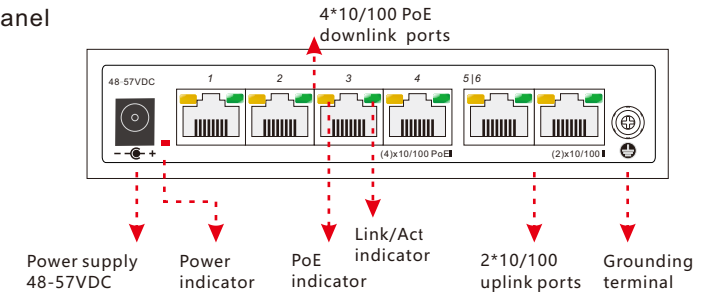 anel
4*10/100 PoE
downlink ports
48-57VDC
1 2 3 4 5|6
- +
(4)x10/100 PoE
(2)x10/100
Power supply
48-57VDC
Power
indicator
PoE
indicator
Link/Act
indicator
2*10/100
uplink ports
Grounding
terminal